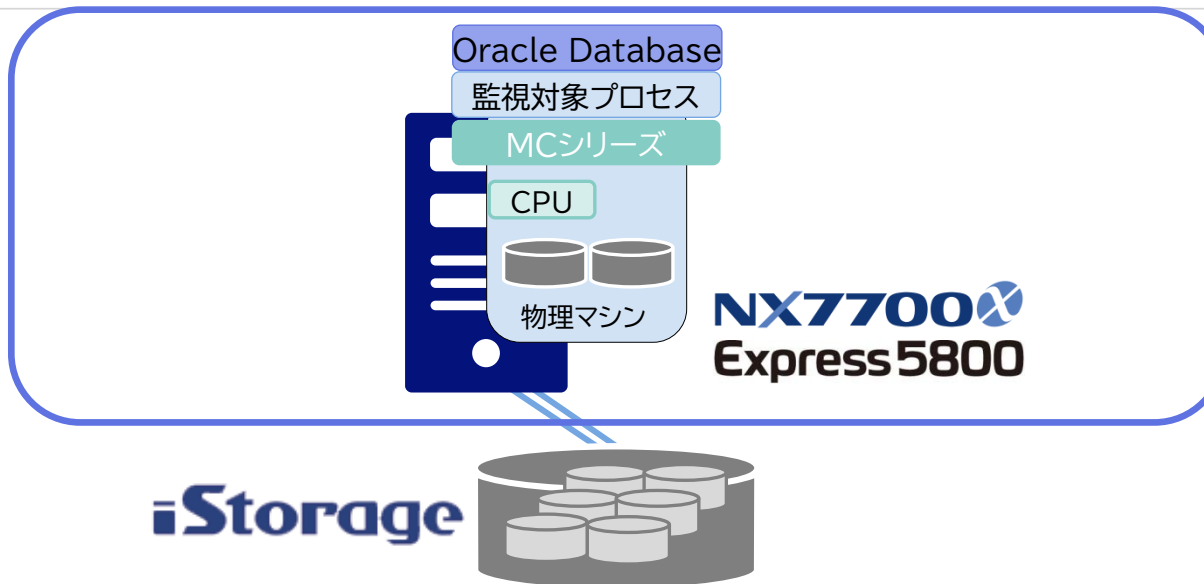 Oracle Database
監視対象プロセス
MCシリーズ
CPU
物理マシン
NX7700x
Express5800
iStorage